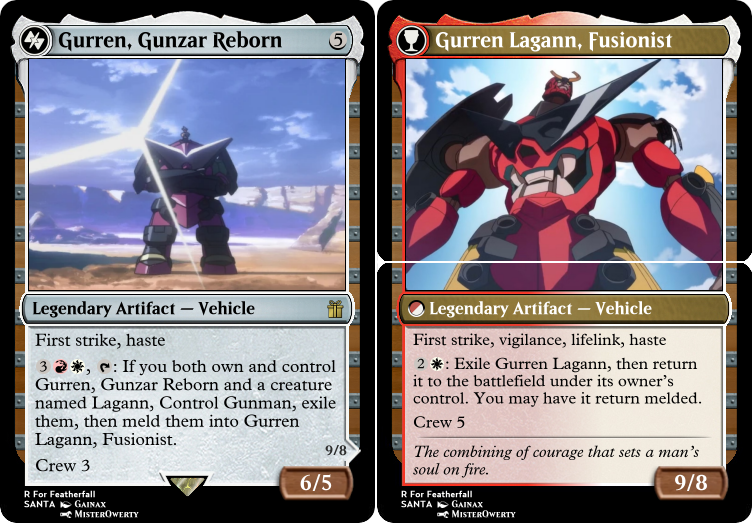 Gurren, Gunzar Reborn
5
Legendary Artifact — Vehicle
First strike, haste
3, : If you both own and control
Gurren, Gunzar Reborn and a creature
named Lagann, Control Gunman, exile
them, then meld them into Gurren
Lagann, Fusionist.
Crew 3
9/8
6/5
R For Featherfall
SANTA Gainax
MisterOwerty
Gurren Lagann, Fusionist
Legendary Artifact — Vehicle
First strike, vigilance, lifelink, haste
2: Exile Gurren Lagann, then return
it to the battlefield under its owner's
control. You may have it return melded.
Crew 5
The combining of courage that sets a man's
soul on fire.
9/8
R For Featherfall
SANTA Gainax
MisterOwerty